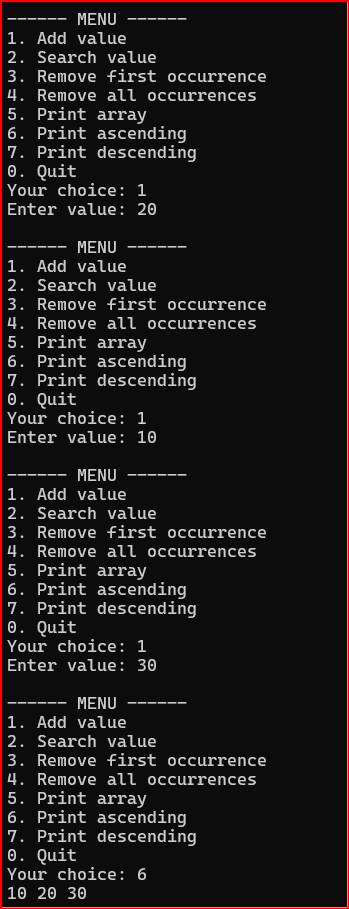 ------ MENU ------
1. Add value
2. Search value
3. Remove first occurrence
4. Remove all occurrences
5. Print array
6. Print ascending
7. Print descending
0. Quit
Your choice: 1
Enter value: 20

------ MENU ------
1. Add value
2. Search value
3. Remove first occurrence
4. Remove all occurrences
5. Print array
6. Print ascending
7. Print descending
0. Quit
Your choice: 1
Enter value: 10

------ MENU ------
1. Add value
2. Search value
3. Remove first occurrence
4. Remove all occurrences
5. Print array
6. Print ascending
7. Print descending
0. Quit
Your choice: 1
Enter value: 30

------ MENU ------
1. Add value
2. Search value
3. Remove first occurrence
4. Remove all occurrences
5. Print array
6. Print ascending
7. Print descending
0. Quit
Your choice: 6
10 20 30